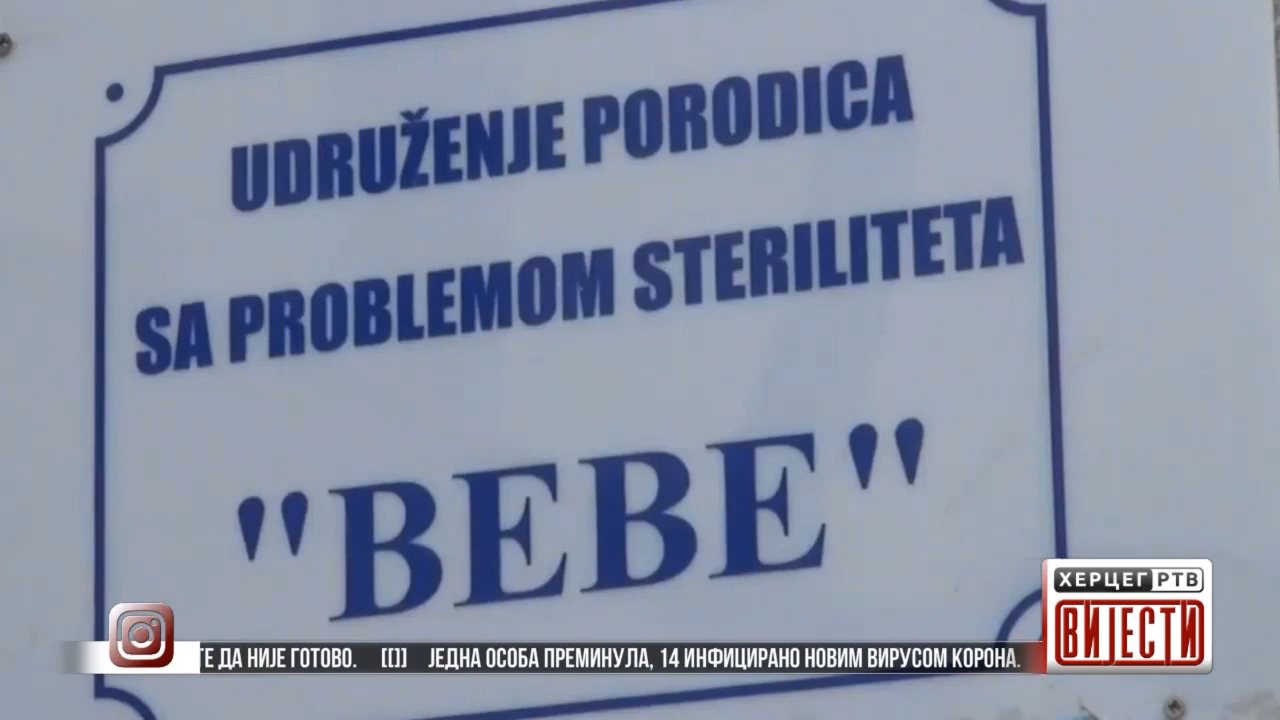 UDRUŽENJE PORODICA
SA PROBLEMOM STERILITETA
"BEBE"
ХЕРЦЕГ РТВ
ВИЈЕСТИ
ТЕ ДА НИЈЕ ГОТОВО. [[]] ЈЕДНА ОСОБА ПРЕМИНУЛА, 14 ИНФИЦИРАНО НОВИМ ВИРУСОМ КОРОНА.